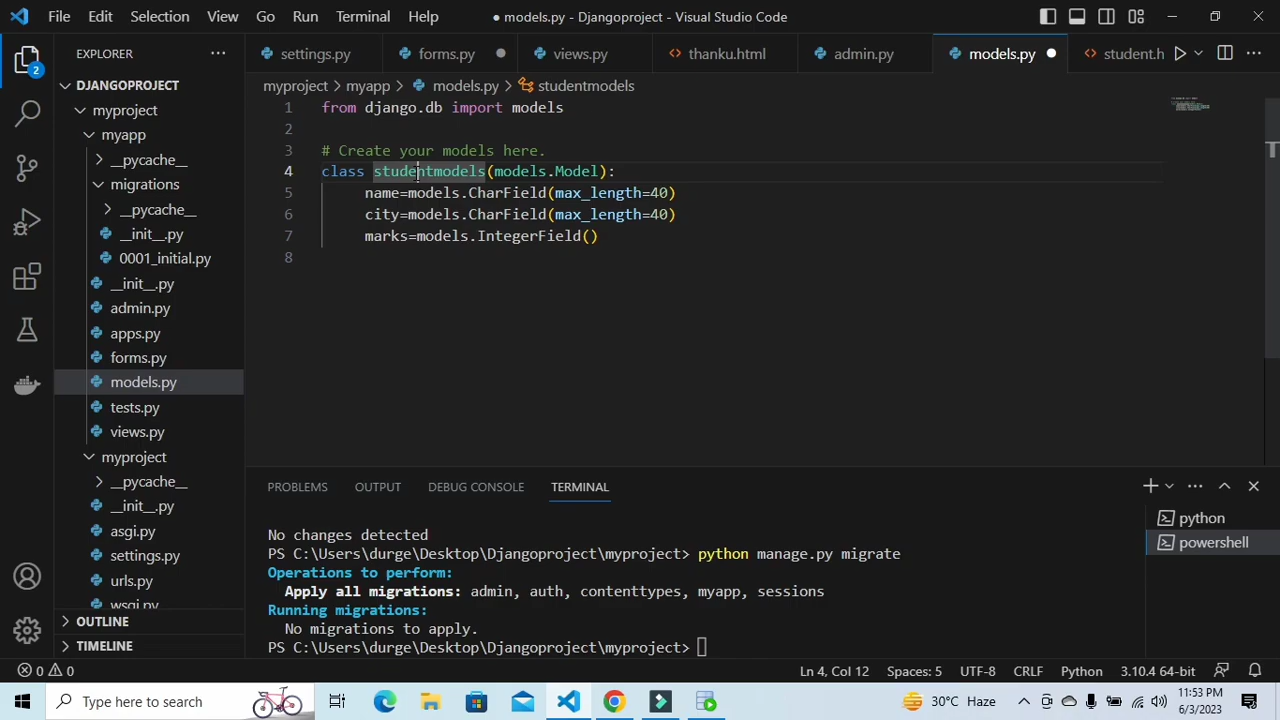 File Edit Selection View Go Run Terminal Help ● models.py - Djangoproject - Visual Studio Code
settings.py forms.py ● views.py <> thanku.html admin.py models.py ● <> student.h
EXPLORER ...
2
DJANGOPROJECT
myproject
myapp
__pycache__
migrations
__pycache__
__init__.py
0001_initial.py
__init__.py
admin.py
apps.py
forms.py
models.py
tests.py
views.py
myproject
__pycache__
__init__.py
asgi.py
settings.py
urls.py
wsgi.py
OUTLINE
TIMELINE
myproject > myapp > models.py > studentmodels
1 from django.db import models
2
3 # Create your models here.
4 class studentmodels(models.Model):
5 name=models.CharField(max_length=40)
6 city=models.CharField(max_length=40)
7 marks=models.IntegerField()
8
PROBLEMS OUTPUT DEBUG CONSOLE TERMINAL
No changes detected
PS C:\Users\durge\Desktop\Djangoproject\myproject> python manage.py migrate
Operations to perform:
Apply all migrations: admin, auth, contenttypes, myapp, sessions
Running migrations:
No migrations to apply.
PS C:\Users\durge\Desktop\Djangoproject\myproject>
python
powershell
0 0 Ln 4, Col 12 Spaces: 5 UTF-8 CRLF Python 3.10.4 64-bit
Type here to search 30°C Haze 11:53 PM
6/3/2023